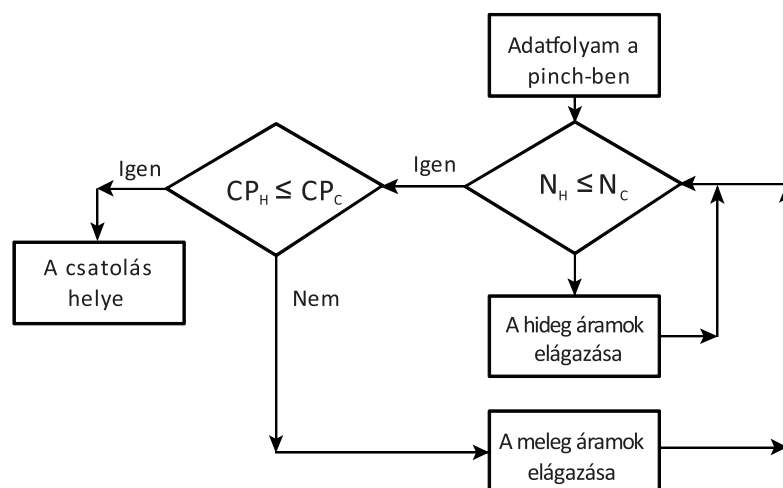 Adatfolyam a
pinch-ben
Igen
Igen
CP_H ≤ CP_C
N_H ≤ N_C
A csatolás
helye
Nem
A hideg áramok
elágazása
A meleg áramok
elágazása